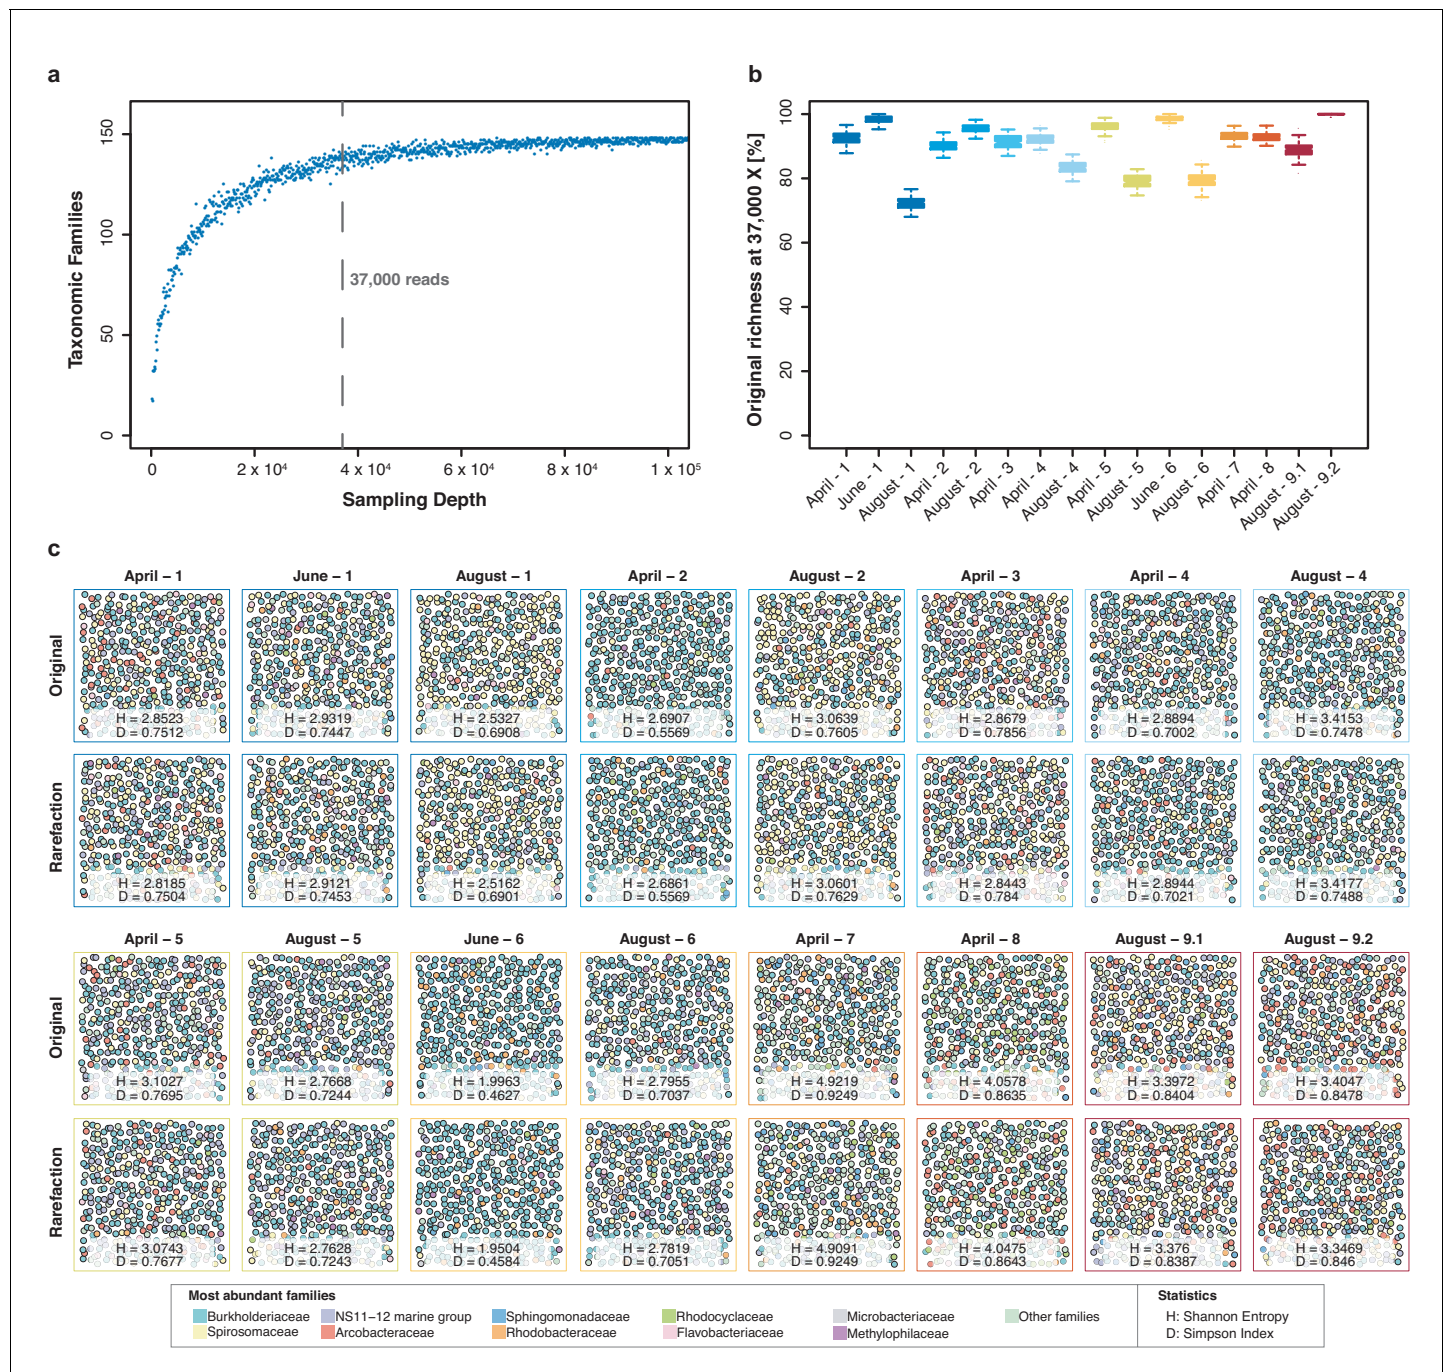 a
Taxonomic Families
150
100
50
0
37,000 reads
0
2 x 10⁴
4 x 10⁴
6 x 10⁴
8 x 10⁴
1 x 10⁵
Sampling Depth
b
Original richness at 37,000 X [%]
100
80
60
40
20
0
April - 1
June - 1
August - 1
April - 2
August - 2
April - 3
April - 4
August - 4
April - 5
August - 5
June - 6
August - 6
April - 7
April - 8
August - 9.1
August - 9.2
c
April – 1 June – 1 August – 1 April – 2 August – 2 April – 3 April – 4 August – 4
Original
H = 2.8523 H = 2.9319 H = 2.5327 H = 2.6907 H = 3.0639 H = 2.8679 H = 2.8894 H = 3.4153
D = 0.7512 D = 0.7447 D = 0.6908 D = 0.5569 D = 0.7605 D = 0.7856 D = 0.7002 D = 0.7478
Rarefaction
H = 2.8185 H = 2.9121 H = 2.5162 H = 2.6861 H = 3.0601 H = 2.8443 H = 2.8944 H = 3.4177
D = 0.7504 D = 0.7453 D = 0.6901 D = 0.5569 D = 0.7629 D = 0.784 D = 0.7021 D = 0.7488
April – 5 August – 5 June – 6 August – 6 April – 7 April – 8 August – 9.1 August – 9.2
Original
H = 3.1027 H = 2.7668 H = 1.9963 H = 2.7955 H = 4.9219 H = 4.0578 H = 3.3972 H = 3.4047
D = 0.7695 D = 0.7244 D = 0.4627 D = 0.7037 D = 0.9249 D = 0.8635 D = 0.8404 D = 0.8478
Rarefaction
H = 3.0743 H = 2.7628 H = 1.9504 H = 2.7819 H = 4.9091 H = 4.0475 H = 3.376 H = 3.3469
D = 0.7677 D = 0.7243 D = 0.4584 D = 0.7051 D = 0.9249 D = 0.8643 D = 0.8387 D = 0.846
Most abundant families
Burkholderiaceae NS11–12 marine group Sphingomonadaceae Rhodocyclaceae Microbacteriaceae Other families
Spirosomaceae Arcobacteraceae Rhodobacteraceae Flavobacteriaceae Methylophilaceae
Statistics
H: Shannon Entropy
D: Simpson Index